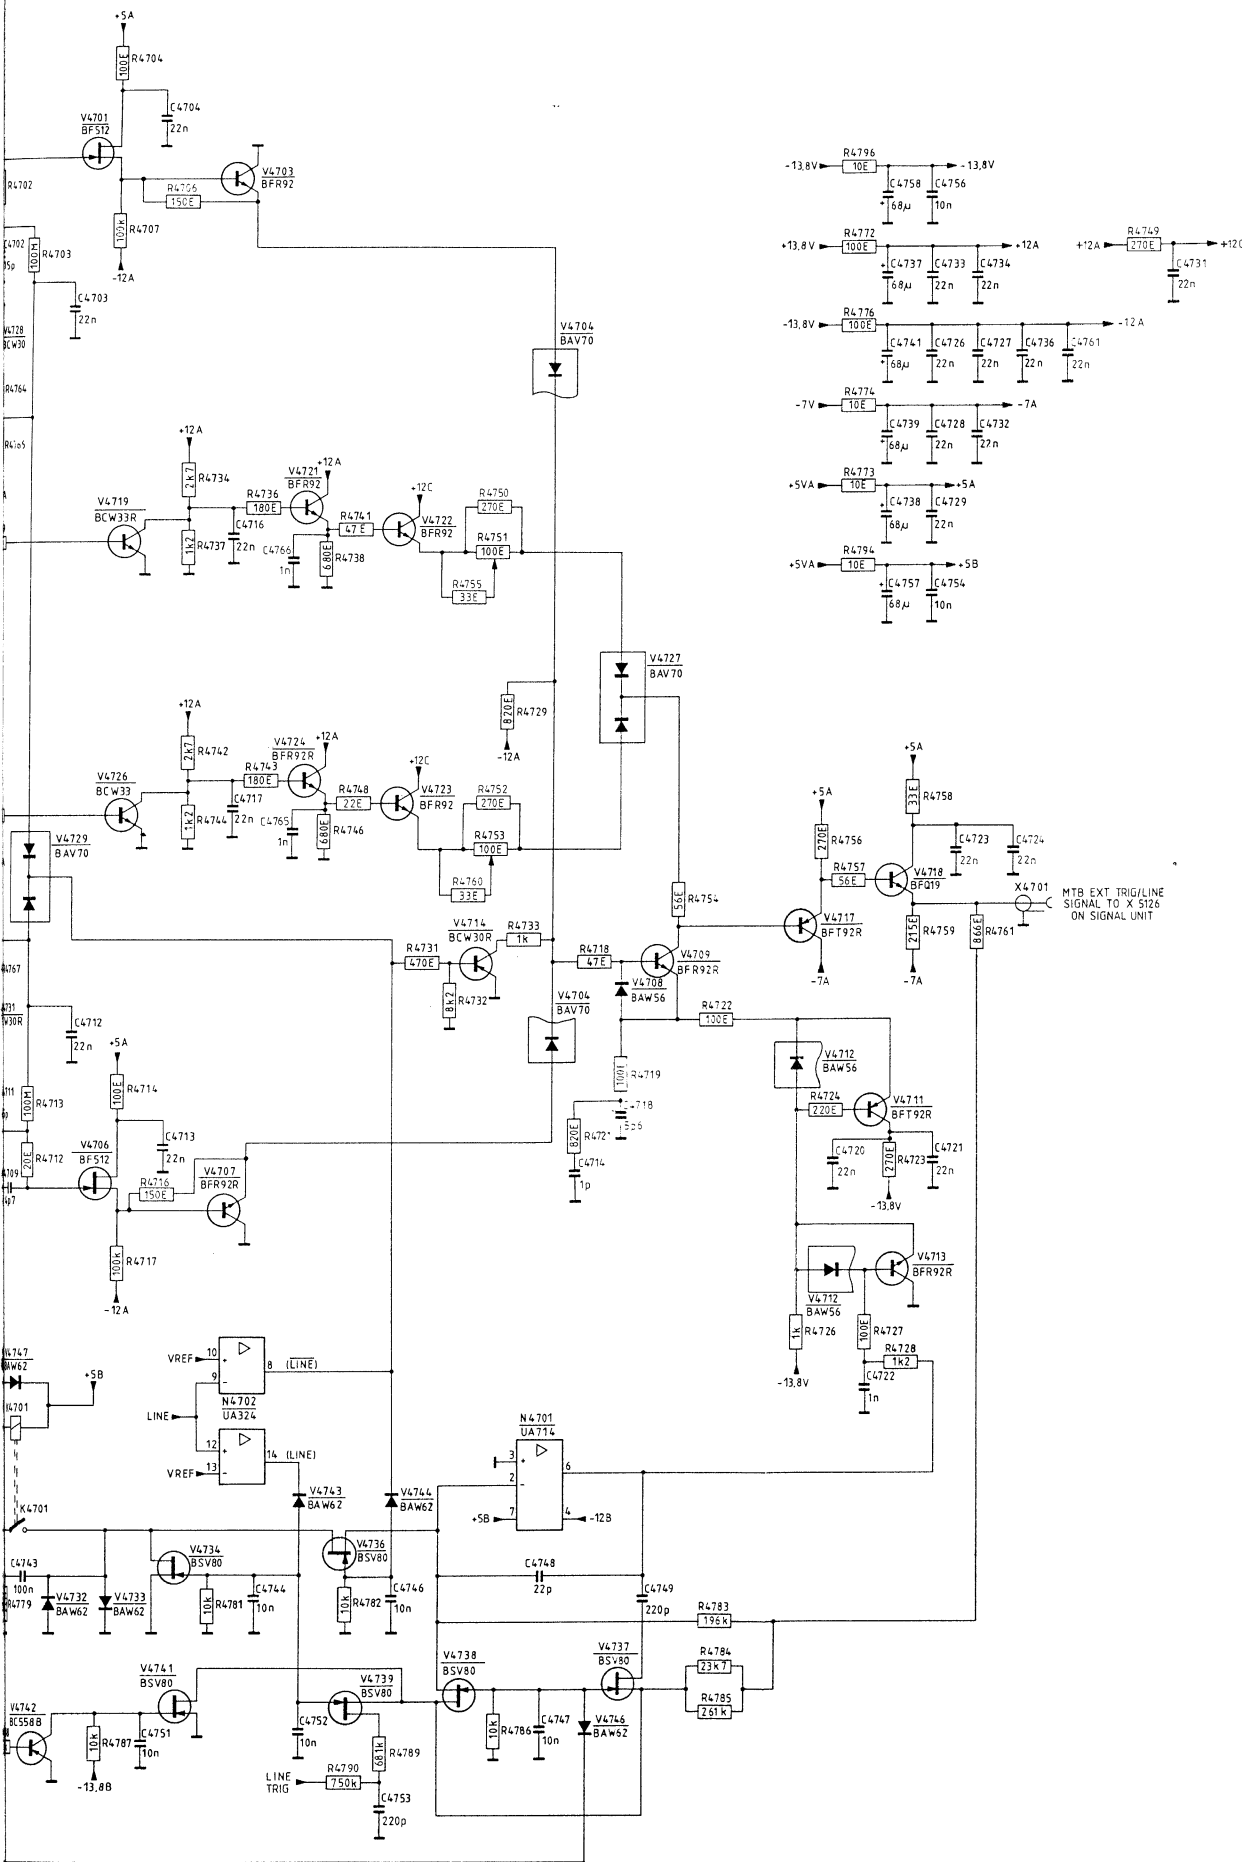 +5A
100E
R4704
C4704
22n
V4701
BFS12
R4702
R4706
150E
V4703
BFR92
100k
R4707
-12A
C4702
100M
R4703
C4703
22n
V4728
BCW30
R4764
V4704
BAV70
-13,8V
R4796
10E
-13,8V
C4758
68µ
C4756
10n
+13,8V
R4772
100E
+12A
C4737
68µ
C4733
22n
C4734
22n
+12A
R4749
270E
C4731
22n
-13,8V
R4776
100E
-12A
C4741
68µ
C4726
22n
C4727
22n
C4736
22n
C4761
22n
-7V
R4774
10E
-7A
C4739
68µ
C4728
22n
C4732
22n
+5VA
R4773
10E
+5A
C4738
68µ
C4729
22n
+5VA
R4794
10E
+5B
C4757
68µ
C4754
10n
+12A
2k7
R4734
V4719
BCW33R
1k2
R4737
R4736
180E
C4716
22n
V4721
BFR92
+12A
C4766
1n
680E
R4738
R4741
47E
+12C
V4722
BFR92
R4750
270E
R4751
100E
R4755
33E
V4727
BAV70
820E
R4729
-12A
+12A
2k7
R4742
V4726
BCW33
1k2
R4744
R4743
180E
C4717
22n
V4724
BFR92R
+12A
C4765
1n
680E
R4746
R4748
22E
+12C
V4723
BFR92
R4752
270E
R4753
100E
R4760
33E
V4729
BAV70
56E
R4754
+5A
270E
R4756
R4757
56E
+5A
33E
R4758
V4718
BFQ19
C4723
22n
C4724
22n
V4717
BFT92R
-7A
215E
R4759
-7A
866E
R4761
X4701
MTB EXT TRIG/LINE
SIGNAL TO X 5126
ON SIGNAL UNIT
R4731
470E
8k2
R4732
V4714
BCW30R
R4733
1k
R4718
47E
V4709
BFR92R
V4708
BAW56
V4704
BAV70
R4722
100E
100E
R4719
820E
C4714
1p
V4712
BAW56
R4724
220E
V4711
BFT92R
C4720
22n
270E
R4723
C4721
22n
-13,8V
C4712
22n
+5A
100E
R4714
100M
R4713
20E
R4712
V4706
BFS12
C4713
22n
R4716
150E
V4707
BFR92R
100k
R4717
-12A
V4713
BFR92R
V4712
BAW56
1k
R4726
-13,8V
100E
R4727
R4728
1k2
C4722
1n
V4747
BAW62
+5B
K4701
VREF
10
9
+
-
8
(LINE)
N4702
UA324
LINE
12
13
+
-
14
(LINE)
VREF
N4701
UA714
3
+
2
-
6
7
4
+5B
-12B
K4701
V4743
BAW62
V4744
BAW62
V4734
BSV80
V4736
BSV80
C4743
100n
R4779
V4732
BAW62
V4733
BAW62
10k
R4781
C4744
10n
10k
R4782
C4746
10n
C4748
22p
C4749
220p
R4783
196k
V4741
BSV80
V4739
BSV80
V4738
BSV80
V4737
BSV80
R4784
23k7
R4785
261k
V4742
BC558B
10k
R4787
C4751
10n
-13,8B
C4752
10n
681k
R4789
LINE
TRIG
R4790
750k
C4753
220p
10k
R4786
C4747
10n
V4746
BAW62